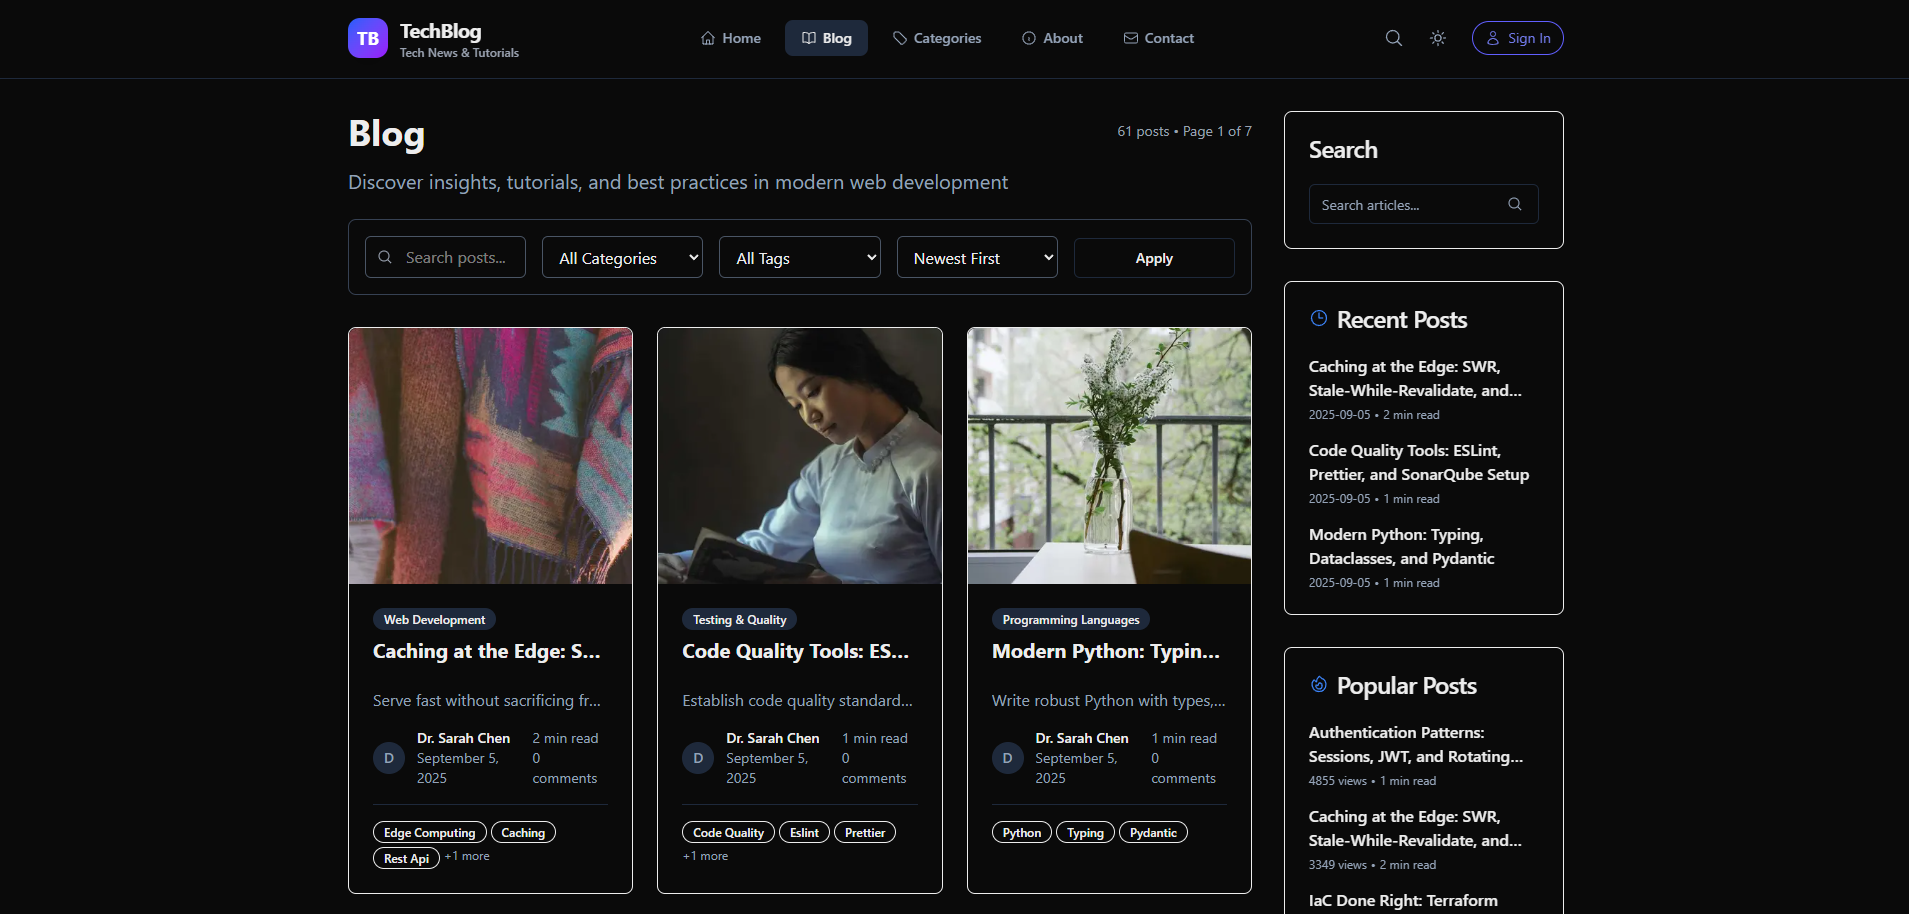 TB
TechBlog
Tech News & Tutorials
Home
Blog
Categories
About
Contact
Sign In
Blog
61 posts • Page 1 of 7
Discover insights, tutorials, and best practices in modern web development
Search posts...
All Categories
All Tags
Newest First
Apply
Web Development
Caching at the Edge: S...
Serve fast without sacrificing fr...
D
Dr. Sarah Chen
September 5,
2025
2 min read
0
comments
Edge Computing
Caching
Rest Api
+1 more
Testing & Quality
Code Quality Tools: ES...
Establish code quality standard...
D
Dr. Sarah Chen
September 5,
2025
1 min read
0
comments
Code Quality
Eslint
Prettier
+1 more
Programming Languages
Modern Python: Typin...
Write robust Python with types,...
D
Dr. Sarah Chen
September 5,
2025
1 min read
0
comments
Python
Typing
Pydantic
Search
Search articles...
Recent Posts
Caching at the Edge: SWR,
Stale-While-Revalidate, and...
2025-09-05 • 2 min read
Code Quality Tools: ESLint,
Prettier, and SonarQube Setup
2025-09-05 • 1 min read
Modern Python: Typing,
Dataclasses, and Pydantic
2025-09-05 • 1 min read
Popular Posts
Authentication Patterns:
Sessions, JWT, and Rotating...
4855 views • 1 min read
Caching at the Edge: SWR,
Stale-While-Revalidate, and...
3349 views • 2 min read
IaC Done Right: Terraform